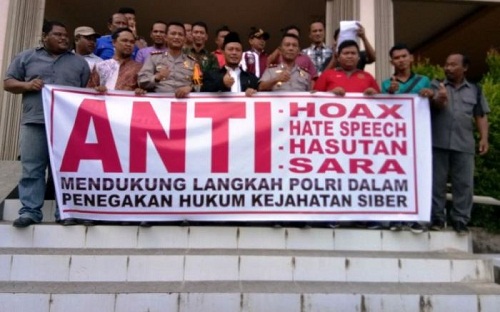 ANTI
- HOAX
- HATE SPEECH
- HASUTAN
- SARA
MENDUKUNG LANGKAH POLRI DALAM
PENEGAKAN HUKUM KEJAHATAN SIBER